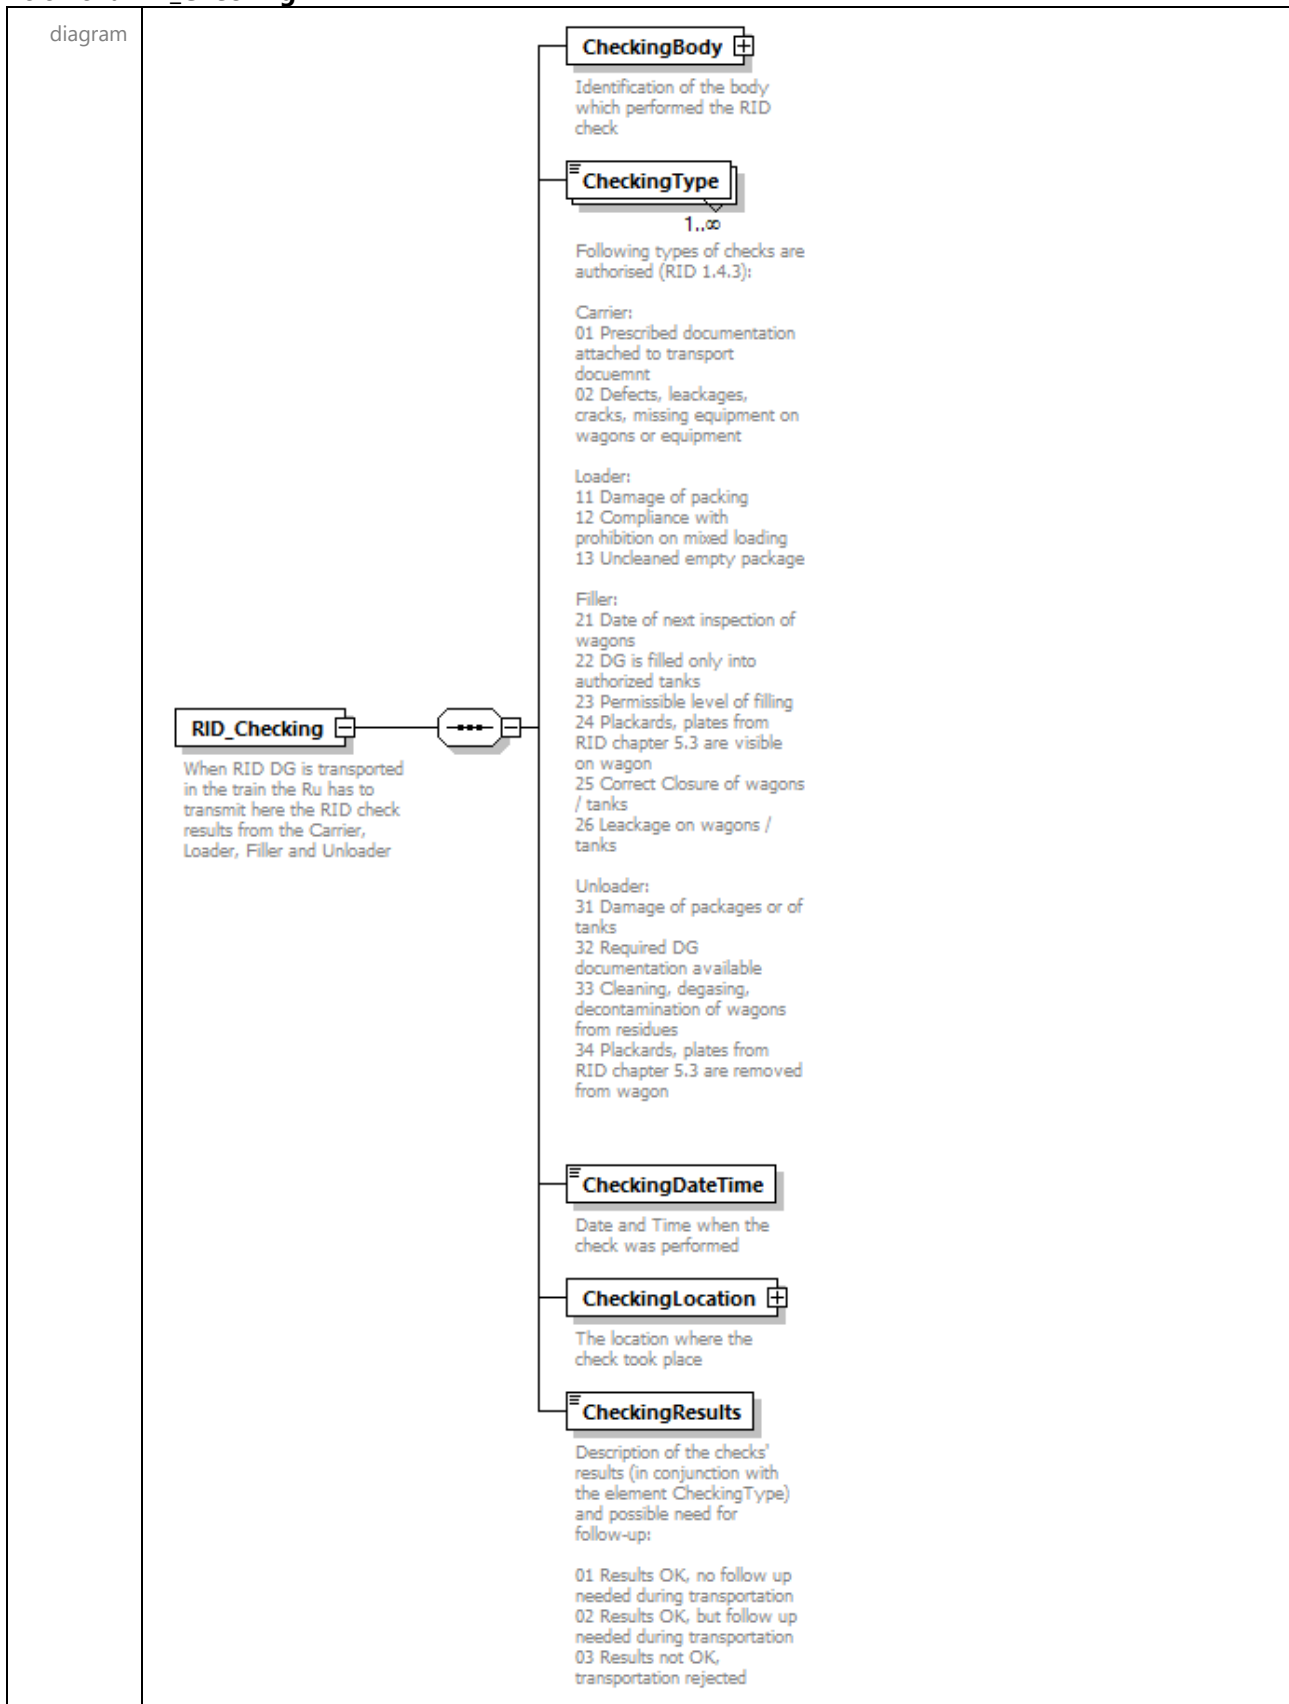 diagram
CheckingBody
Identification of the body
which performed the RID
check
CheckingType
1..∞
Following types of checks are
authorised (RID 1.4.3):
Carrier:
01 Prescribed documentation
attached to transport
docuemnt
02 Defects, leackages,
cracks, missing equipment on
wagons or equipment
Loader:
11 Damage of packing
12 Compliance with
prohibition on mixed loading
13 Uncleaned empty package
Filler:
21 Date of next inspection of
wagons
22 DG is filled only into
authorized tanks
23 Permissible level of filling
24 Plackards, plates from
RID chapter 5.3 are visible
on wagon
25 Correct Closure of wagons
/ tanks
26 Leackage on wagons /
tanks
Unloader:
31 Damage of packages or of
tanks
32 Required DG
documentation available
33 Cleaning, degasing,
decontamination of wagons
from residues
34 Plackards, plates from
RID chapter 5.3 are removed
from wagon
RID_Checking
When RID DG is transported
in the train the Ru has to
transmit here the RID check
results from the Carrier,
Loader, Filler and Unloader
CheckingDateTime
Date and Time when the
check was performed
CheckingLocation
The location where the
check took place
CheckingResults
Description of the checks'
results (in conjunction with
the element CheckingType)
and possible need for
follow-up:
01 Results OK, no follow up
needed during transportation
02 Results OK, but follow up
needed during transportation
03 Results not OK,
transportation rejected